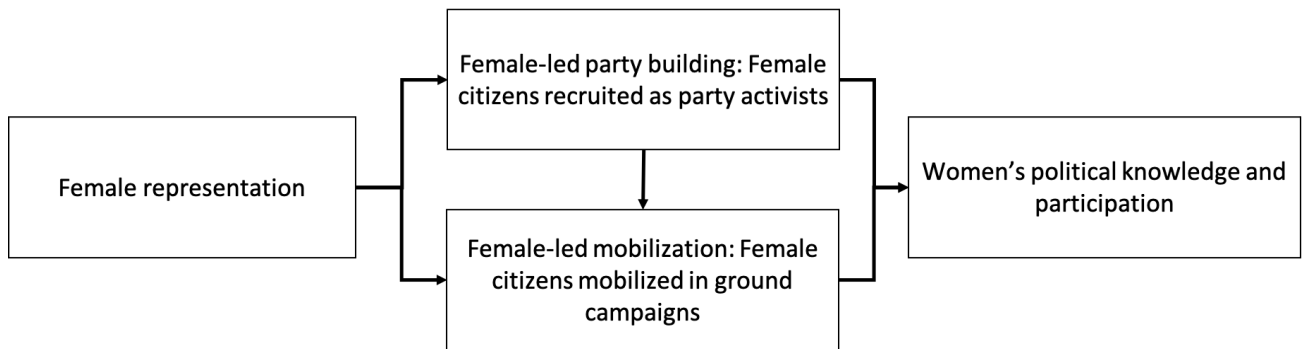 Female-led party building: Female
citizens recruited as party activists
Female representation
Women’s political knowledge and
participation
Female-led mobilization: Female
citizens mobilized in ground
campaigns